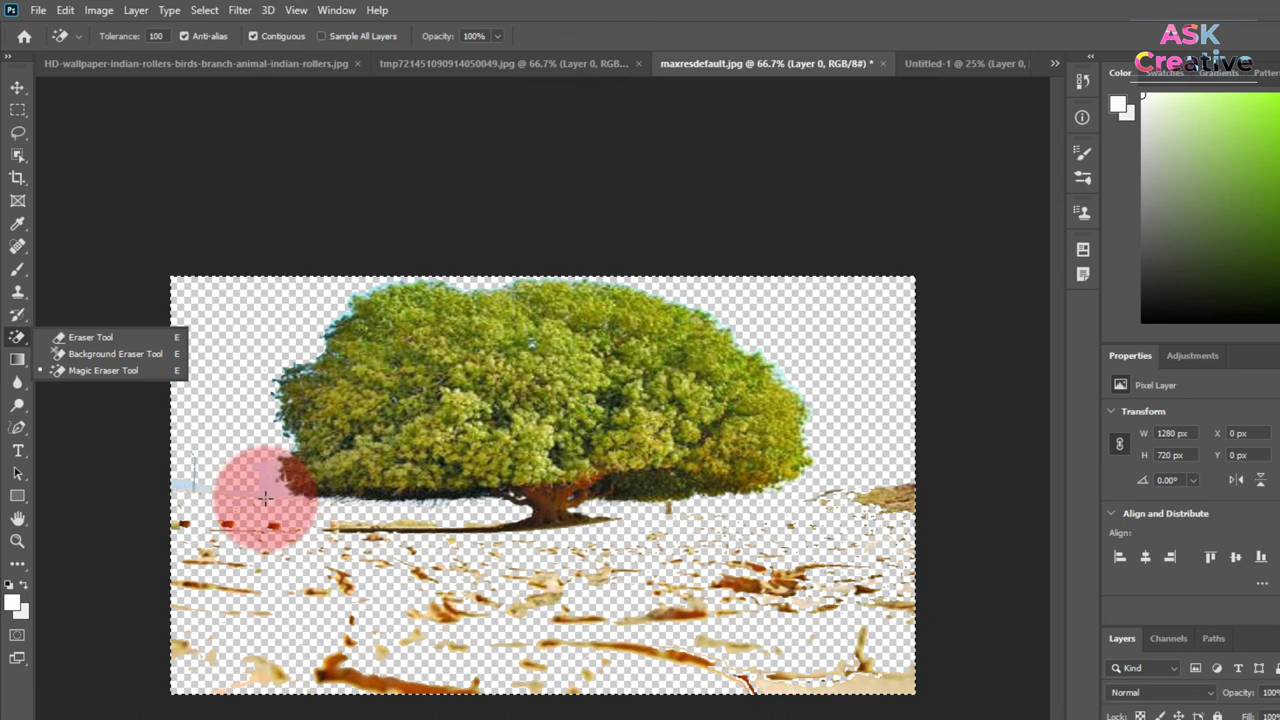 Ps File Edit Image Layer Type Select Filter 3D View Window Help
Tolerance: 100 Anti-alias Contiguous Sample All Layers Opacity: 100%
ASK
Creative
HD-wallpaper-indian-rollers-birds-branch-animal-indian-rollers.jpg × tmp721451090914050049.jpg @ 66.7% (Layer 0, RGB/8#) × maxresdefault.jpg @ 66.7% (Layer 0, RGB/8#) * × Untitled-1 @ 25% (Layer 0,
Color Swatches Gradients Patter
Eraser Tool E
Background Eraser Tool E
Magic Eraser Tool E
Properties Adjustments
Pixel Layer
Transform
W 1280 px X 0 px
H 720 px Y 0 px
0.00°
Align and Distribute
Align:
Layers Channels Paths
Kind
Normal Opacity: 100%
Lock: Fill: 100%